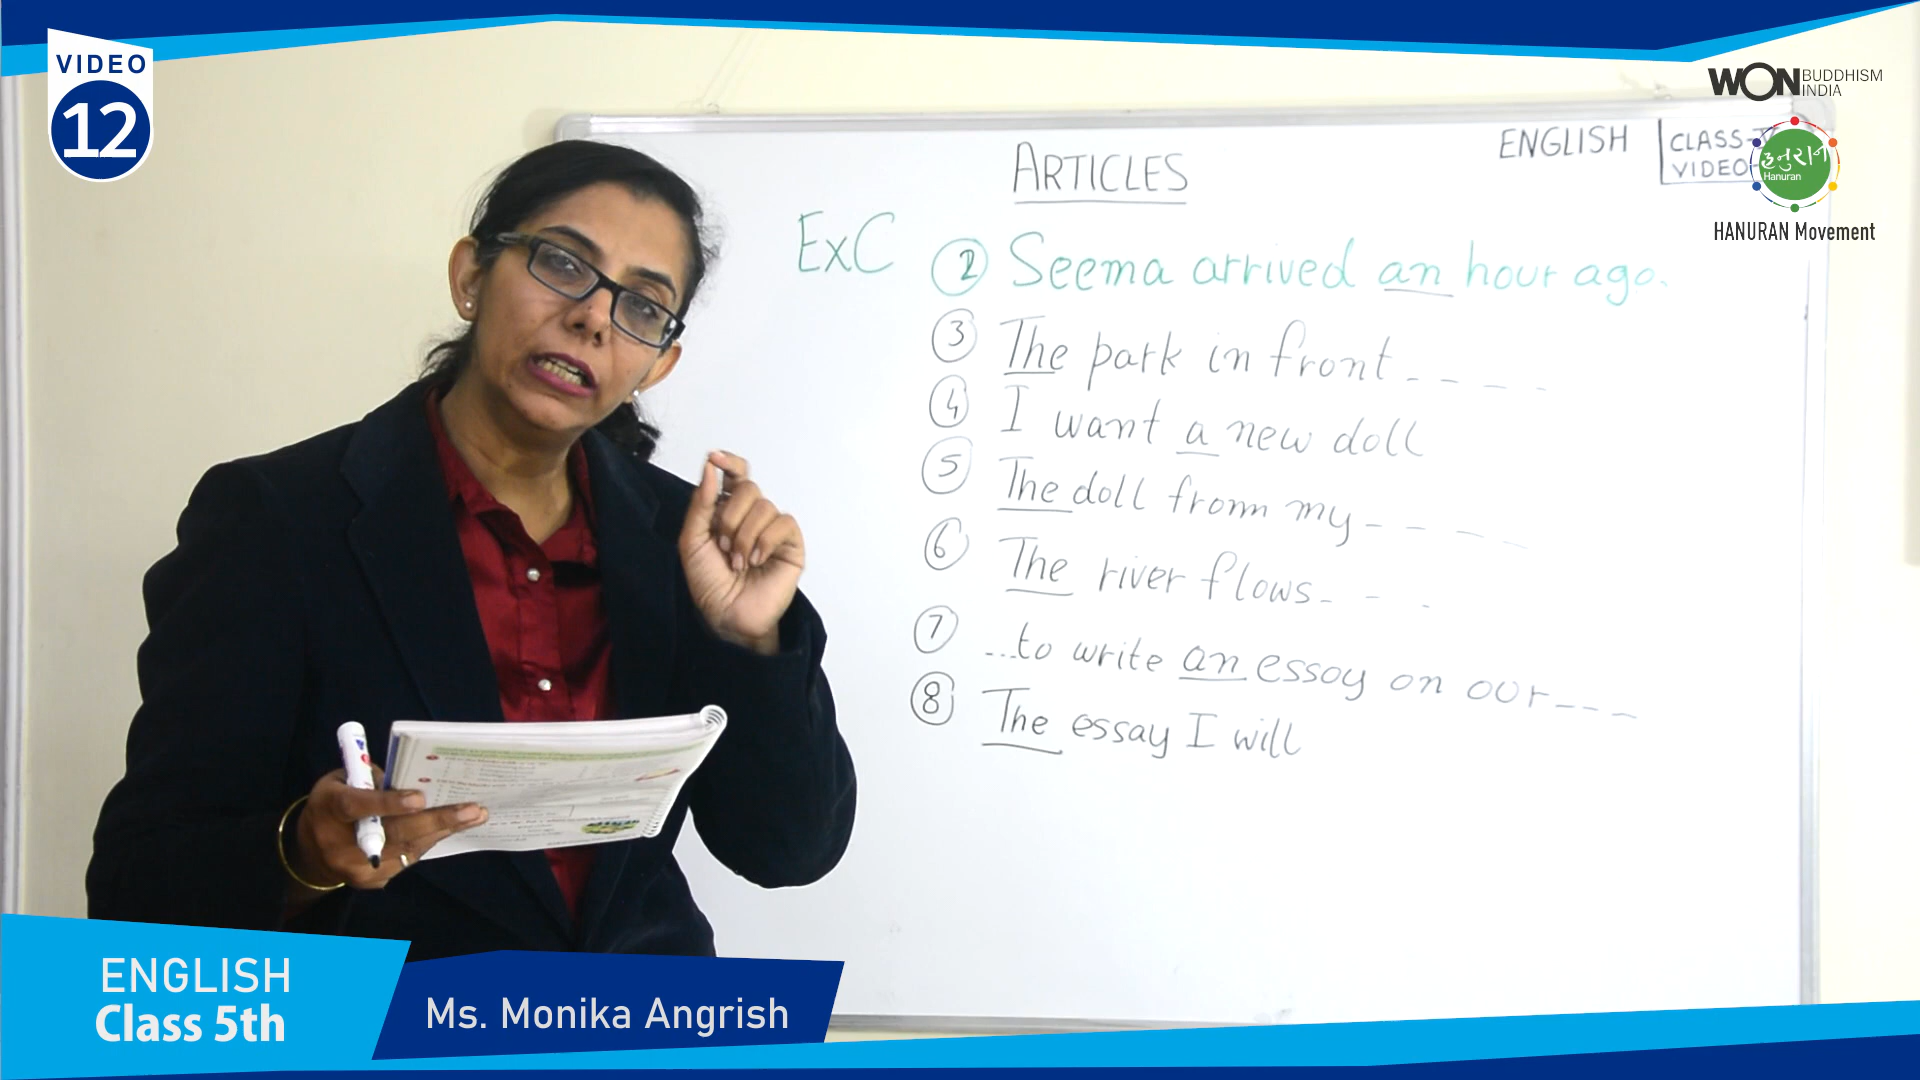 VIDEO
12
WON BUDDHISM INDIA
हनुरान
Hanuran
HANURAN Movement
ENGLISH
CLASS-
VIDEO-
ARTICLES
ExC
2 Seema arrived an hour ago.
3 The park in front - - - -
4 I want a new doll
5 The doll from my - - - -
6 The river flows - - -
7 ...to write an essay on our - - -
8 The essay I will
ENGLISH
Class 5th
Ms. Monika Angrish